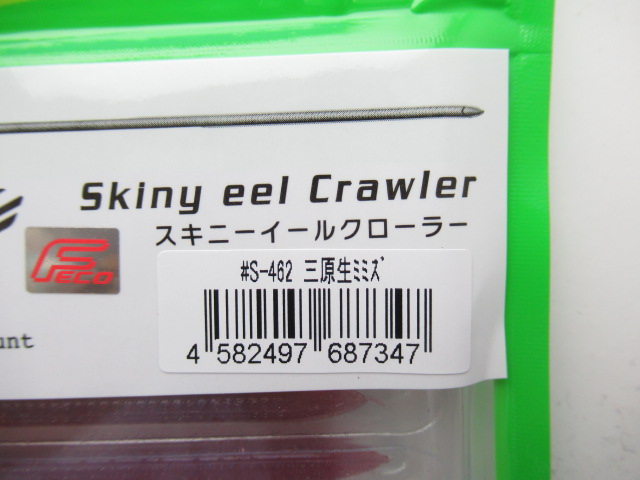 Skiny eel Crawler
スキニーイールクローラー
FECO
#S-462 三原生ﾐﾐｽﾞ
4 582497 687347
unt